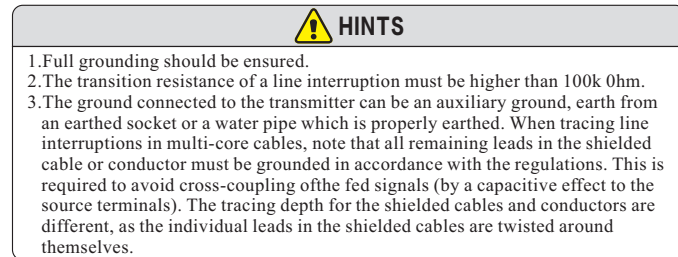 HINTS
1.Full grounding should be ensured.
2.The transition resistance of a line interruption must be higher than 100k 0hm.
3.The ground connected to the transmitter can be an auxiliary ground, earth from
an earthed socket or a water pipe which is properly earthed. When tracing line
interruptions in multi-core cables, note that all remaining leads in the shielded
cable or conductor must be grounded in accordance with the regulations. This is
required to avoid cross-coupling ofthe fed signals (by a capacitive effect to the
source terminals). The tracing depth for the shielded cables and conductors are
different, as the individual leads in the shielded cables are twisted around
themselves.